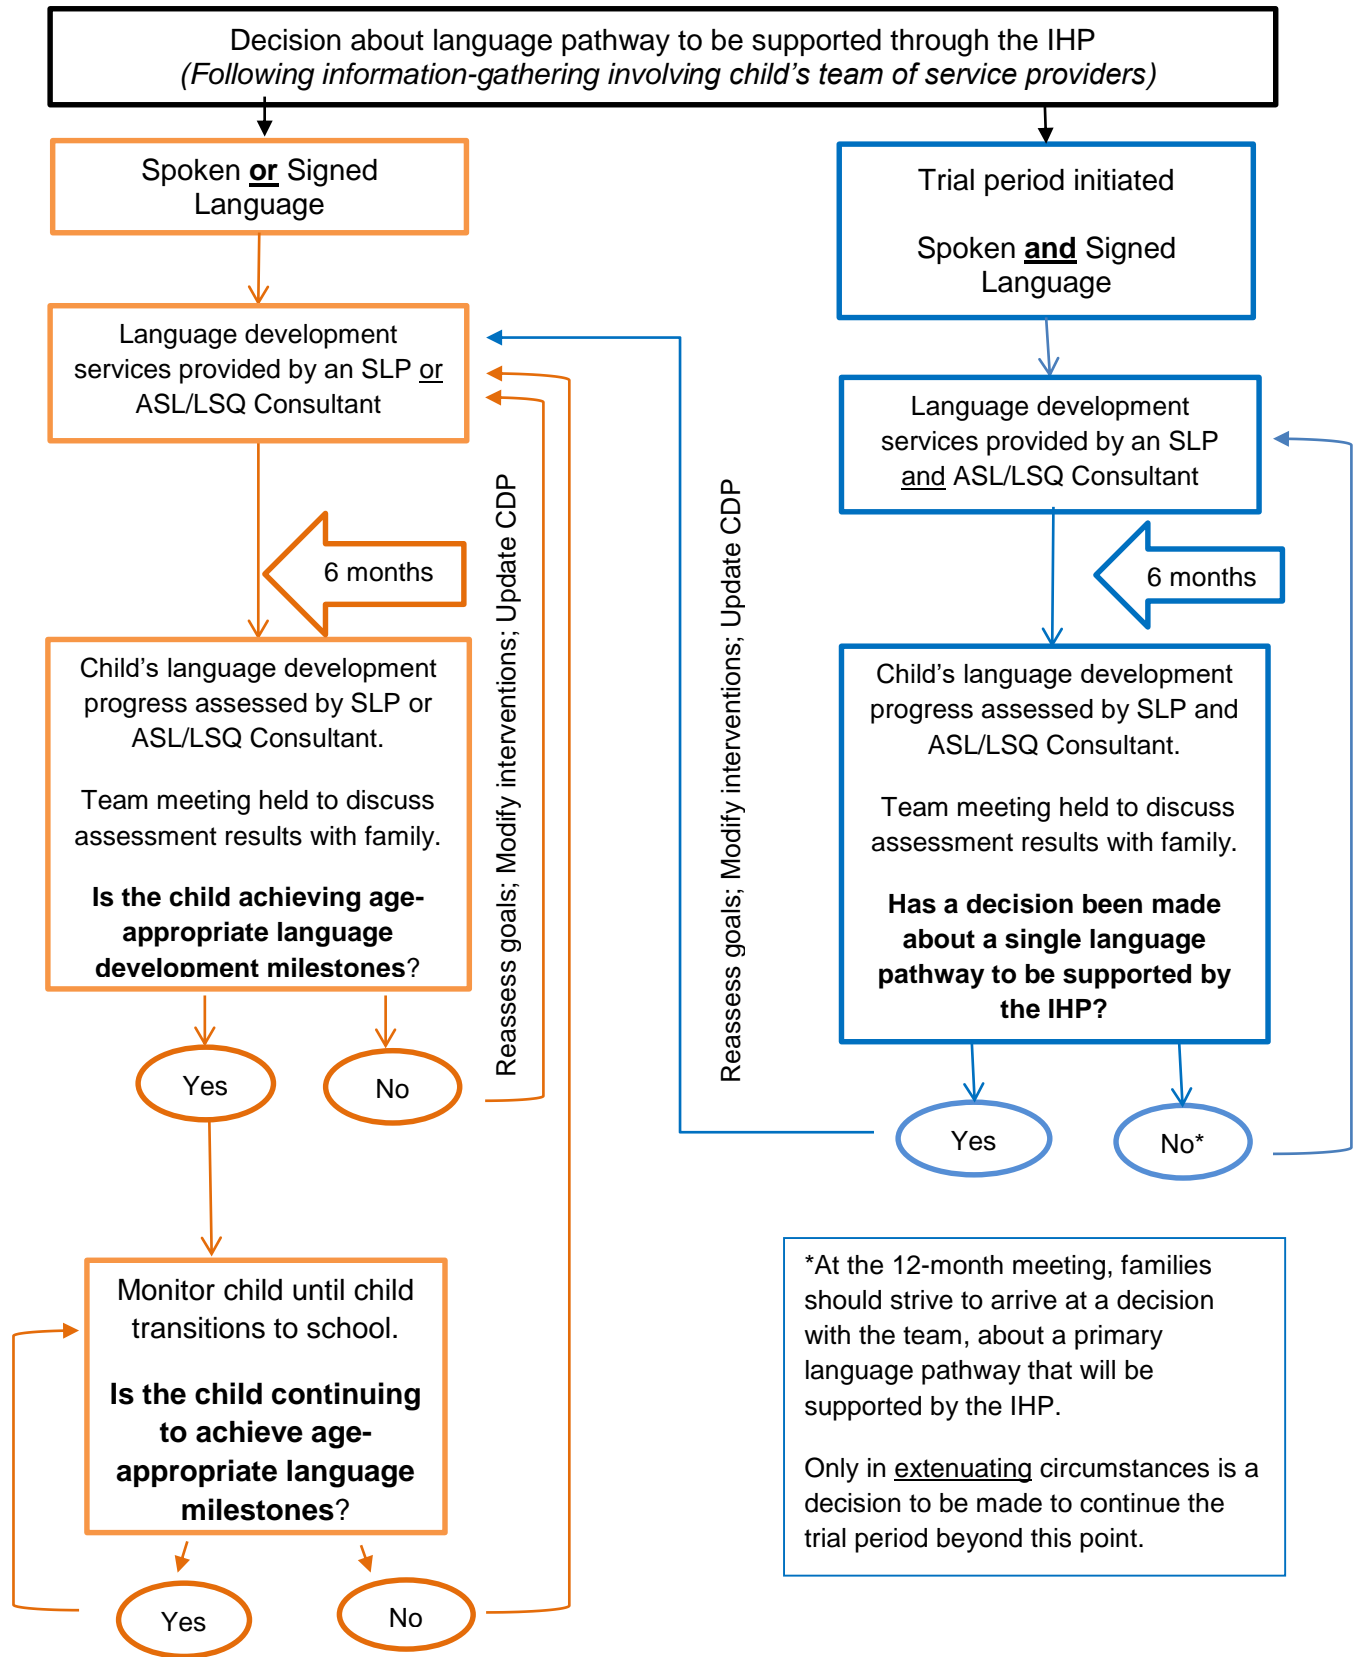 Decision about language pathway to be supported through the IHP
(Following information-gathering involving child's team of service providers)
Spoken or Signed
Language
Language development
services provided by an SLP or
ASL/LSQ Consultant
6 months
Child's language development
progress assessed by SLP or
ASL/LSQ Consultant.
Team meeting held to discuss
assessment results with family.
Is the child achieving age-
appropriate language
development milestones?
Yes
No
Reassess goals; Modify interventions; Update CDP
Monitor child until child
transitions to school.
Is the child continuing
to achieve age-
appropriate language
milestones?
Yes
No
Trial period initiated
Spoken and Signed
Language
Language development
services provided by an SLP
and ASL/LSQ Consultant
6 months
Child's language development
progress assessed by SLP and
ASL/LSQ Consultant.
Team meeting held to discuss
assessment results with family.
Has a decision been made
about a single language
pathway to be supported by
the IHP?
Yes
No*
Reassess goals; Modify interventions; Update CDP
*At the 12-month meeting, families
should strive to arrive at a decision
with the team, about a primary
language pathway that will be
supported by the IHP.
Only in extenuating circumstances is a
decision to be made to continue the
trial period beyond this point.